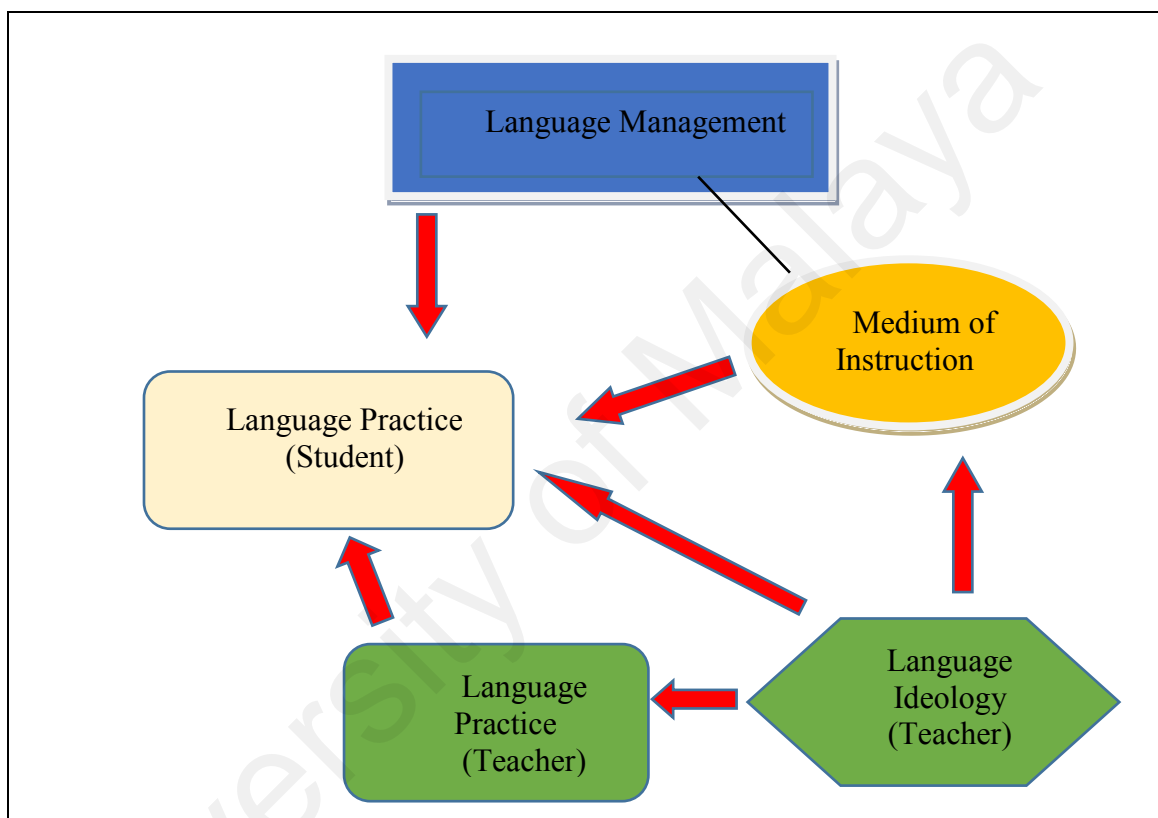 Language Management
Medium of
Instruction
Language Practice
(Student)
Language
Practice
(Teacher)
Language
Ideology
(Teacher)
University of Malaya